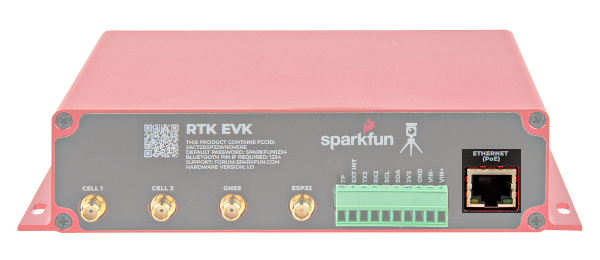 RTK EVK
THIS PRODUCT CONTAINS FCCID:
2AC7Z-ESP32WROVERE
DEFAULT PASSWORD: SPARKFUN1234
BLUETOOTH PIN IF REQUIRED: 1234
SUPPORT: FORUM.SPARKFUN.COM
HARDWARE VERSION: 1.0
sparkfun
ETHERNET
(PoE)
CELL 1
CELL 2
GNSS
ESP32
TP
EXT INT
TX2
RX2
SCL
SDA
3V3
GND
VIN-
VIN+